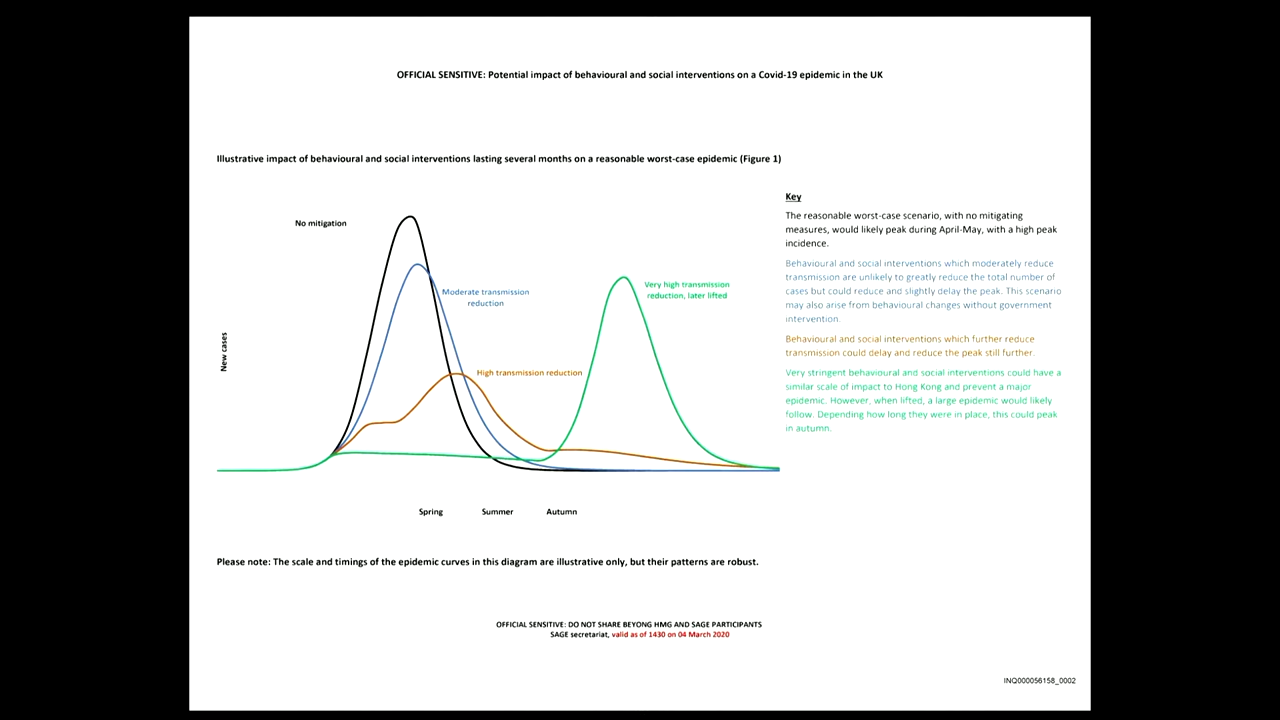 OFFICIAL SENSITIVE: Potential impact of behavioural and social interventions on a Covid-19 epidemic in the UK
Illustrative impact of behavioural and social interventions lasting several months on a reasonable worst-case epidemic (Figure 1)
No mitigation
Moderate transmission
reduction
High transmission reduction
Very high transmission
reduction, later lifted
New cases
Spring
Summer
Autumn
Key
The reasonable worst-case scenario, with no mitigating
measures, would likely peak during April-May, with a high peak
incidence.
Behavioural and social interventions which moderately reduce
transmission are unlikely to greatly reduce the total number of
cases but could reduce and slightly delay the peak. This scenario
may also arise from behavioural changes without government
intervention.
Behavioural and social interventions which further reduce
transmission could delay and reduce the peak still further.
Very stringent behavioural and social interventions could have a
similar scale of impact to Hong Kong and prevent a major
epidemic. However, when lifted, a large epidemic would likely
follow. Depending how long they were in place, this could peak
in autumn.
Please note: The scale and timings of the epidemic curves in this diagram are illustrative only, but their patterns are robust.
OFFICIAL SENSITIVE: DO NOT SHARE BEYONG HMG AND SAGE PARTICIPANTS
SAGE secretariat, valid as of 1430 on 04 March 2020
INQ000056158_0002